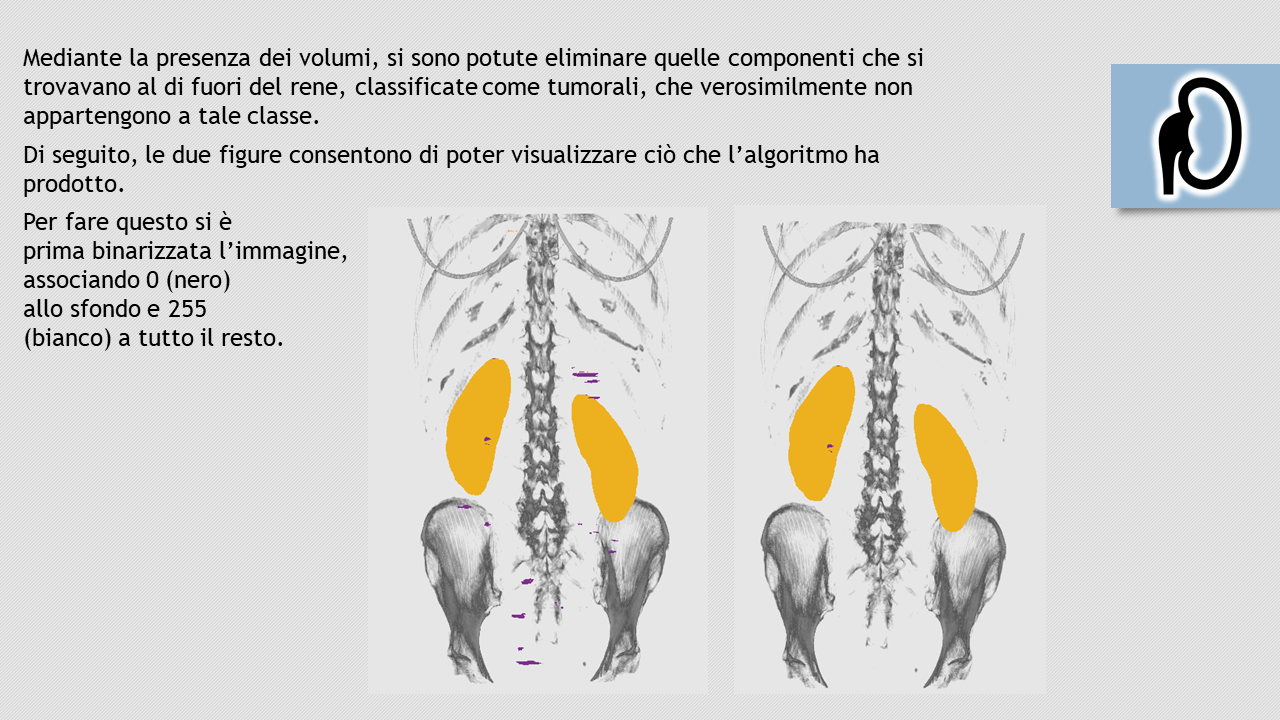 Mediante la presenza dei volumi, si sono potute eliminare quelle componenti che si
trovavano al di fuori del rene, classificate come tumorali, che verosimilmente non
appartengono a tale classe.
Di seguito, le due figure consentono di poter visualizzare ciò che l’algoritmo ha
prodotto.
Per fare questo si è
prima binarizzata l’immagine,
associando 0 (nero)
allo sfondo e 255
(bianco) a tutto il resto.